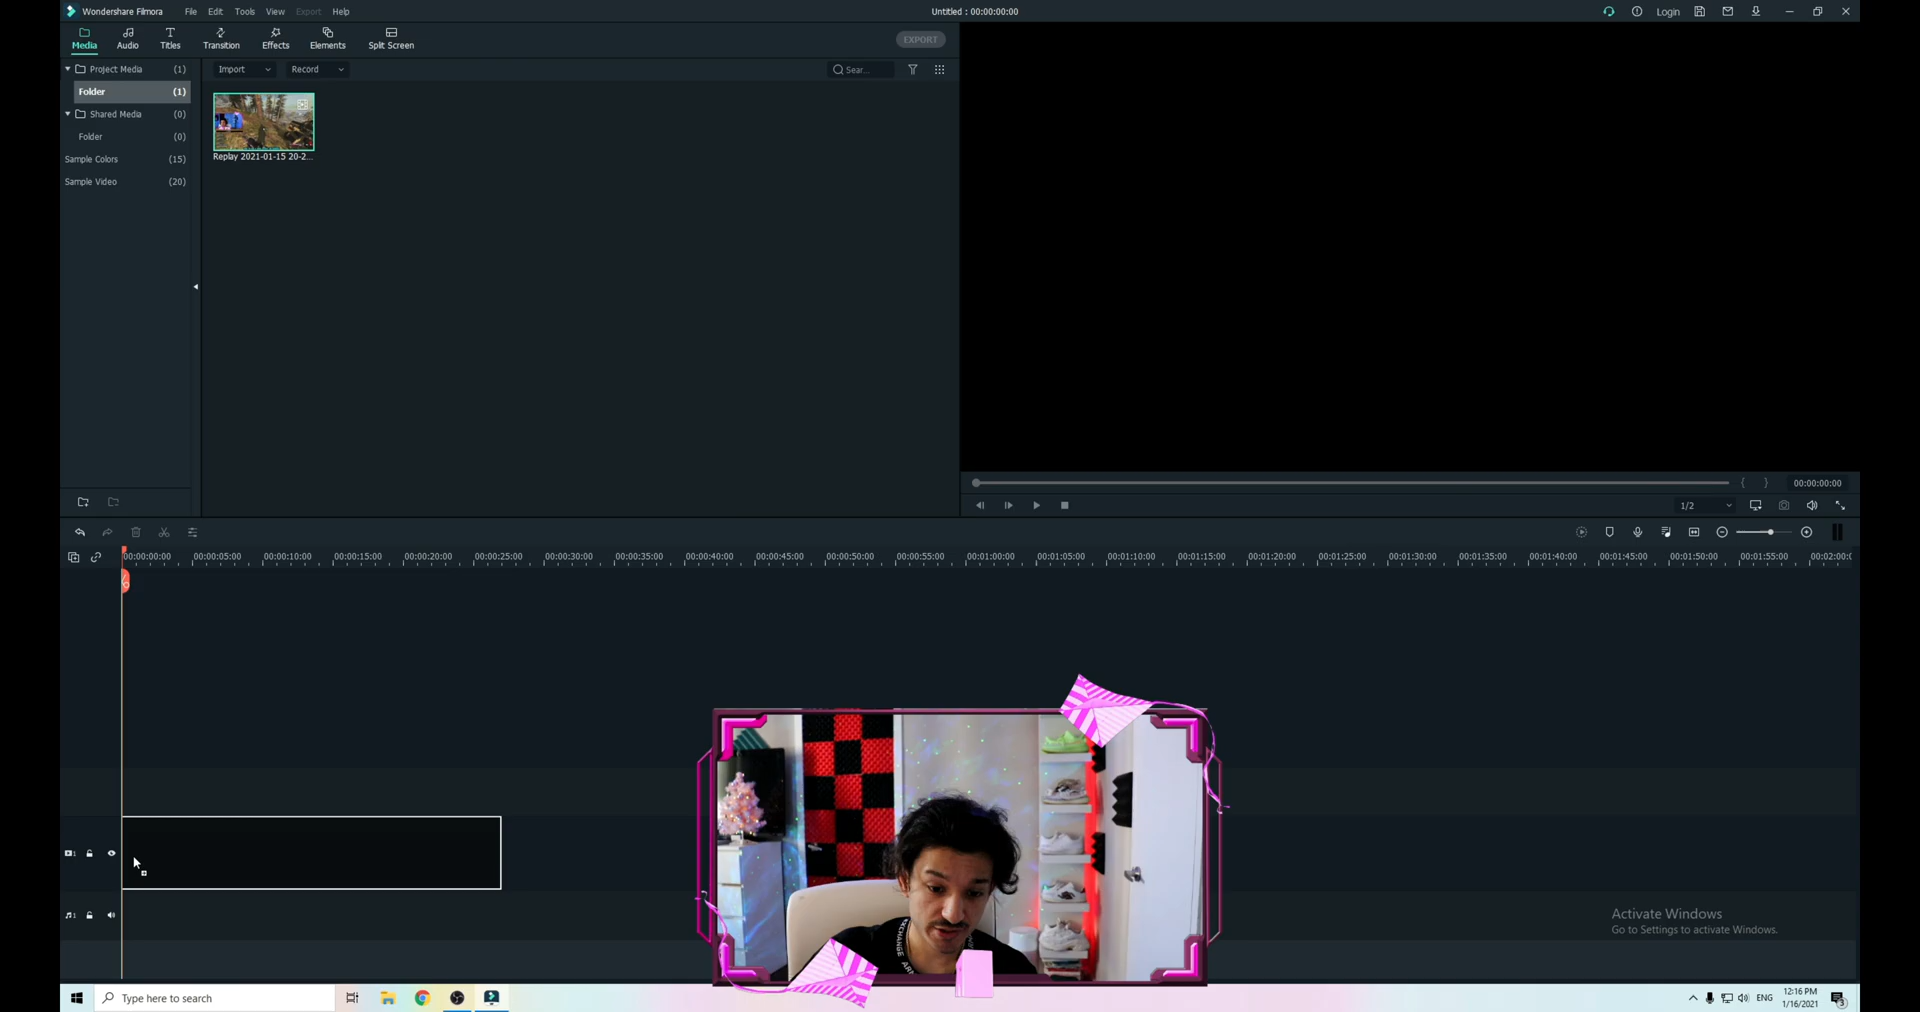 Wondershare Filmora File Edit Tools View Export Help Untitled : 00:00:00:00 Login
Media Audio Titles Transition Effects Elements Split Screen EXPORT
Project Media (1) Import Record Sear...
Folder (1)
Shared Media (0)
Folder (0)
Replay 2021-01-15 20-2...
Sample Colors (15)
Sample Video (20)
00:00:00:00
1/2
00:00:00:00 00:00:05:00 00:00:10:00 00:00:15:00 00:00:20:00 00:00:25:00 00:00:30:00 00:00:35:00 00:00:40:00 00:00:45:00 00:00:50:00 00:00:55:00 00:01:00:00 00:01:05:00 00:01:10:00 00:01:15:00 00:01:20:00 00:01:25:00 00:01:30:00 00:01:35:00 00:01:40:00 00:01:45:00 00:01:50:00 00:01:55:00 00:02:00:0
1
1
EXCHANGE
Activate Windows
Go to Settings to activate Windows.
Type here to search ENG 12:16 PM
1/16/2021
3